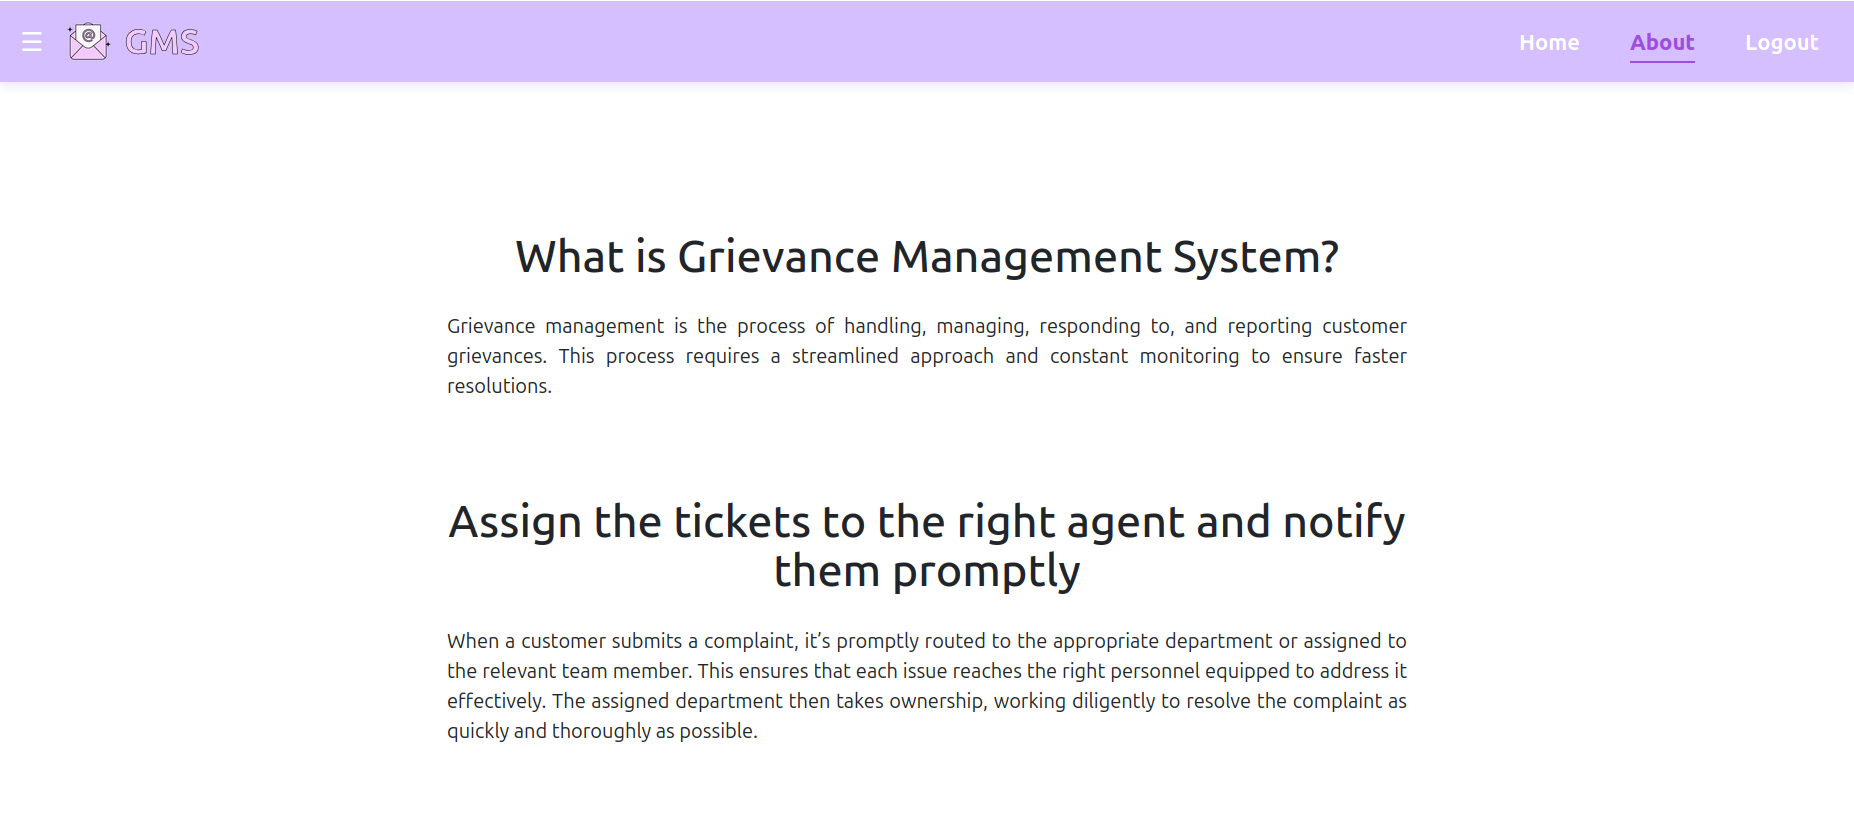 ☰ @ GMS Home About Logout
What is Grievance Management System?
Grievance management is the process of handling, managing, responding to, and reporting customer
grievances. This process requires a streamlined approach and constant monitoring to ensure faster
resolutions.
Assign the tickets to the right agent and notify
them promptly
When a customer submits a complaint, it’s promptly routed to the appropriate department or assigned to
the relevant team member. This ensures that each issue reaches the right personnel equipped to address it
effectively. The assigned department then takes ownership, working diligently to resolve the complaint as
quickly and thoroughly as possible.